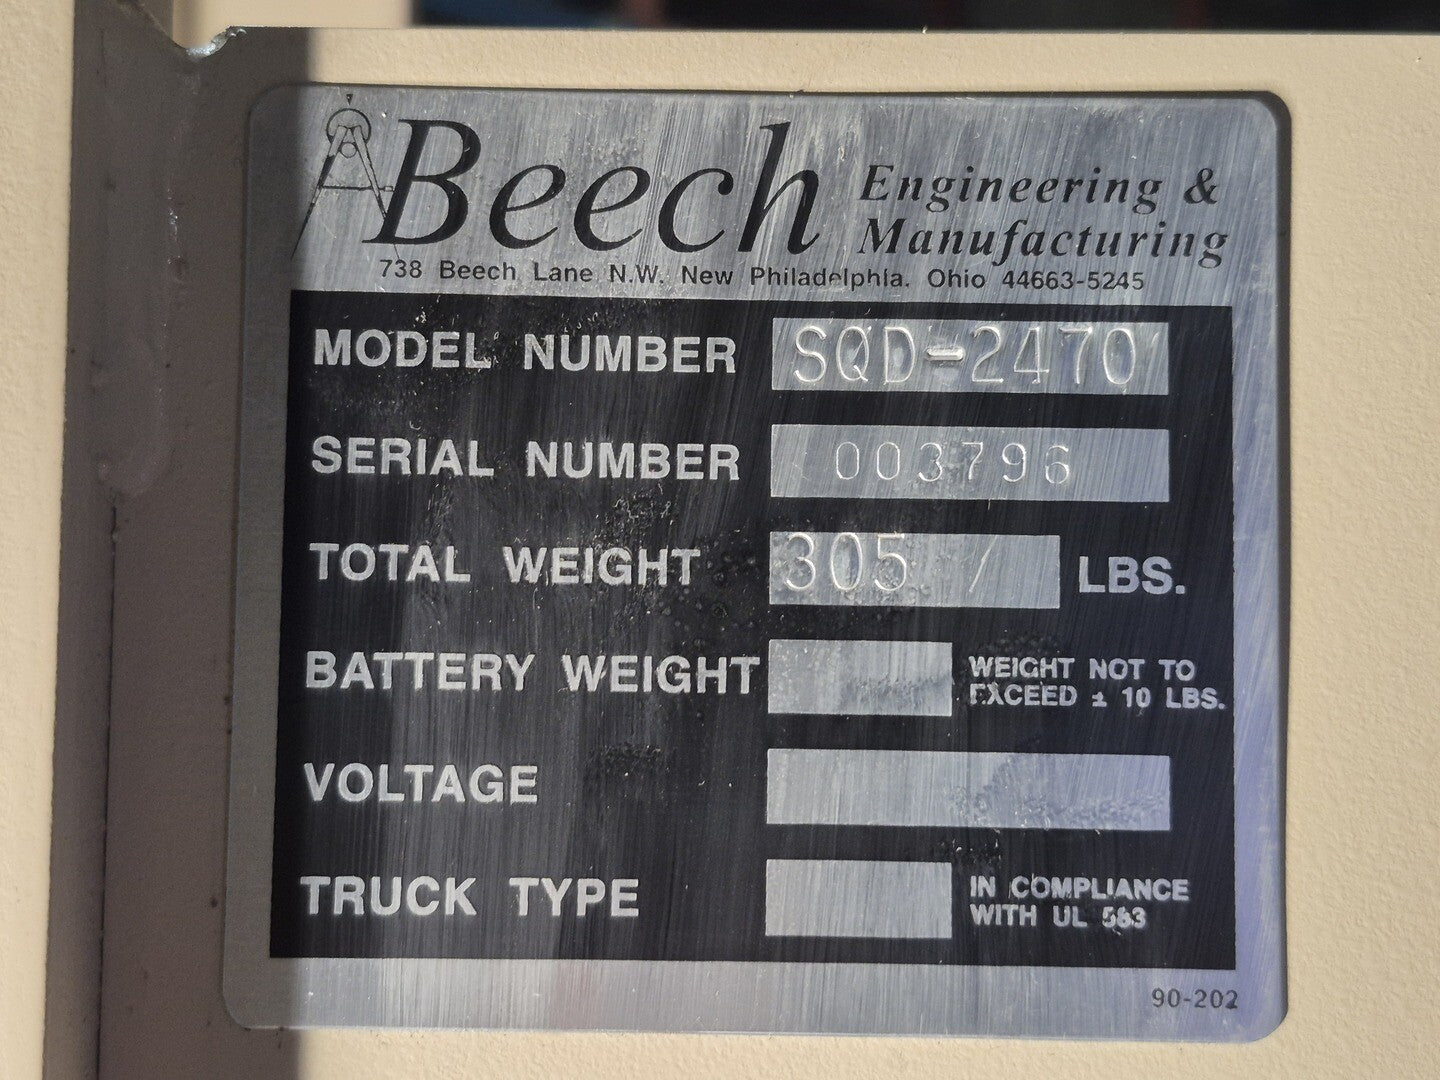 Beech Engineering &
Manufacturing
738 Beech Lane N.W. New Philadelphia, Ohio 44663-5245
MODEL NUMBER SQD-2470
SERIAL NUMBER 003796
TOTAL WEIGHT 305 / LBS.
BATTERY WEIGHT WEIGHT NOT TO
EXCEED ± 10 LBS.
VOLTAGE
TRUCK TYPE IN COMPLIANCE
WITH UL 583
90-202